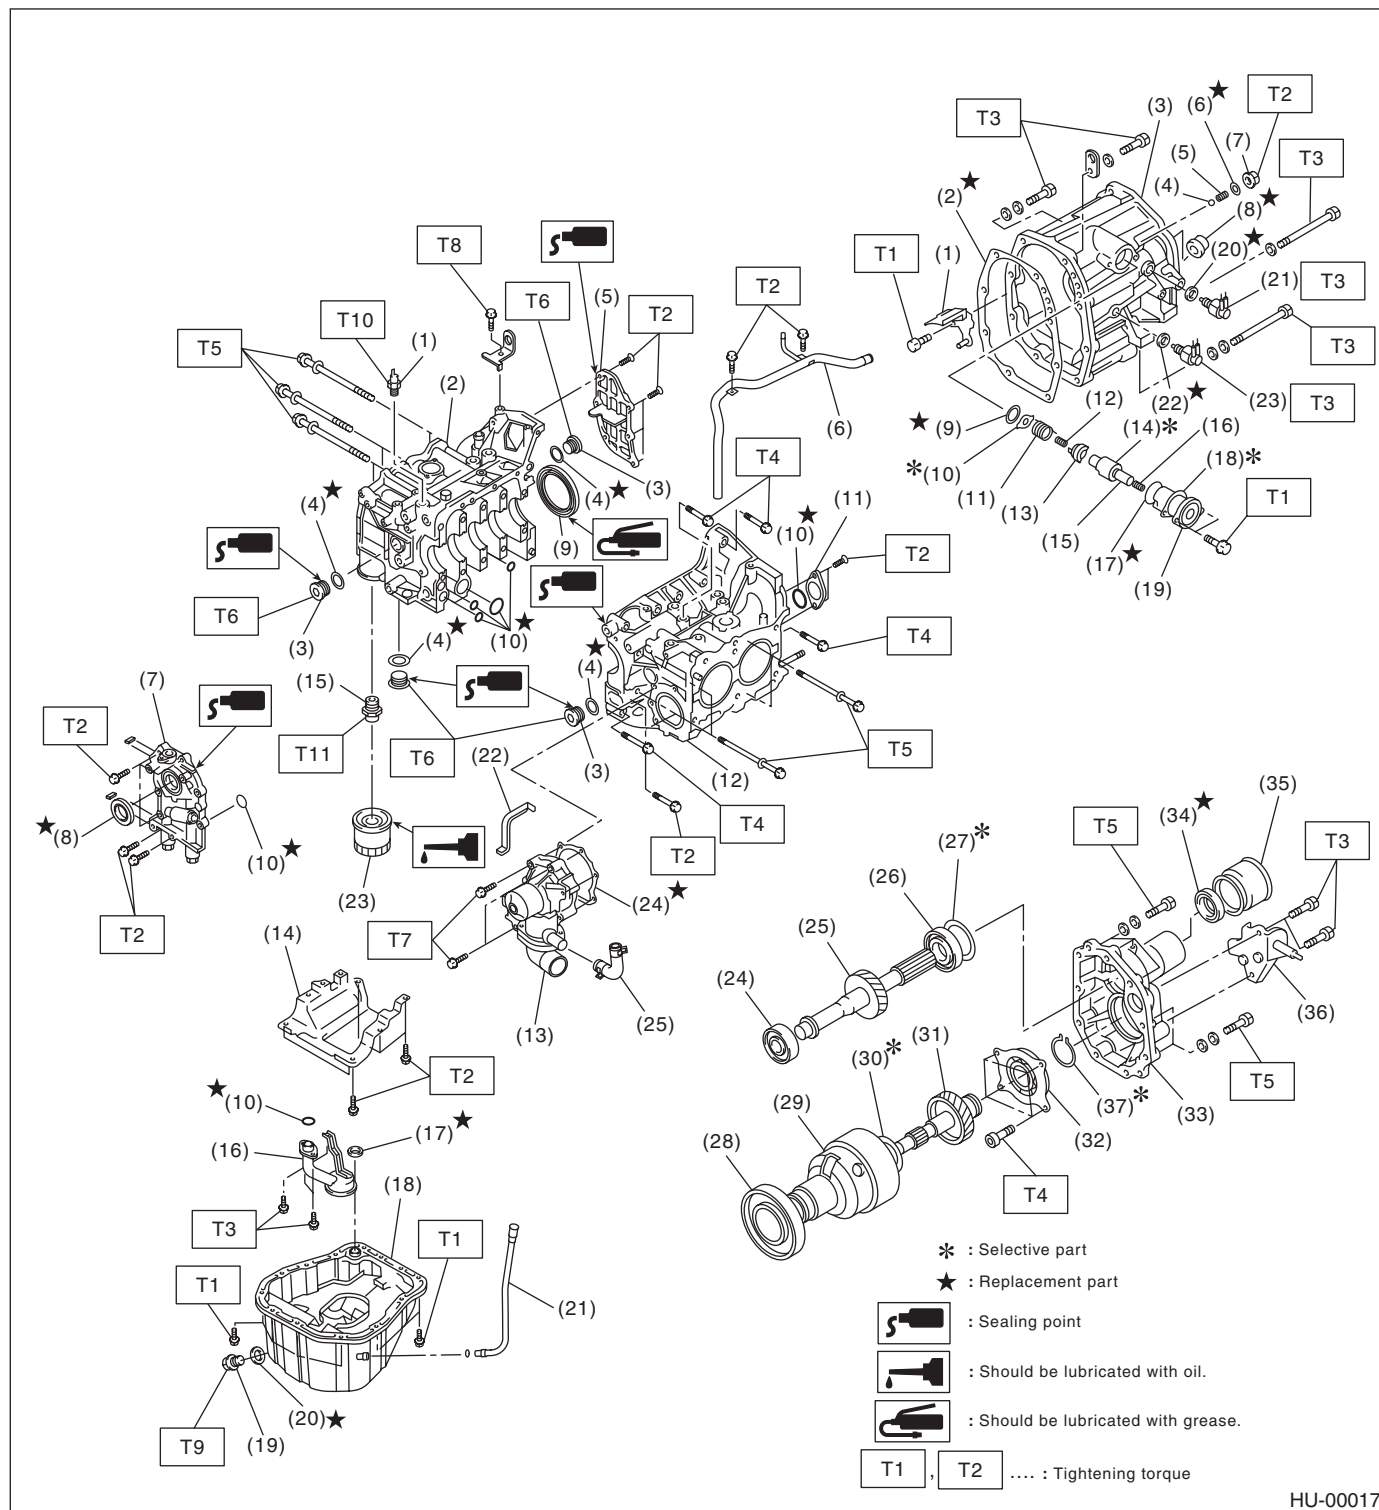 T3
(3)
(6)★
T2
(7)
(5)
T3
(4)
(2)★
(8)★
T8
T1
(1)
(20)★
T6
(5)
T2
T2
(21)
T3
T10
(1)
T5
(2)
T3
(22)★
(23)
T3
(12)
(6)
★(9)
(14)*
(16)
*(10)
(18)*
T4
(3)
(4)★
(11)
T1
(4)★
(11)
(13)
(9)
(10)★
(15)
T2
(17)★
(19)
T6
(3)
(10)★
T4
(4)★
(4)★
(7)
(15)
T2
T11
T6
(22)
(3)
(12)
T5
★(8)
T4
(10)★
T2
(35)
(34)★
T5
T3
(27)*
(26)
(23)
(24)★
T2
T7
(14)
(25)
(24)
(13)
(25)
(36)
(31)
(30)*
T2
T5
★(10)
(37)*
(33)
(17)★
(29)
(32)
(16)
(28)
(18)
T4
T3
T1
* : Selective part
★ : Replacement part
T1
(21)
: Sealing point
: Should be lubricated with oil.
(20)★
: Should be lubricated with grease.
T9
(19)
T1 , T2 .... : Tightening torque
HU-00017